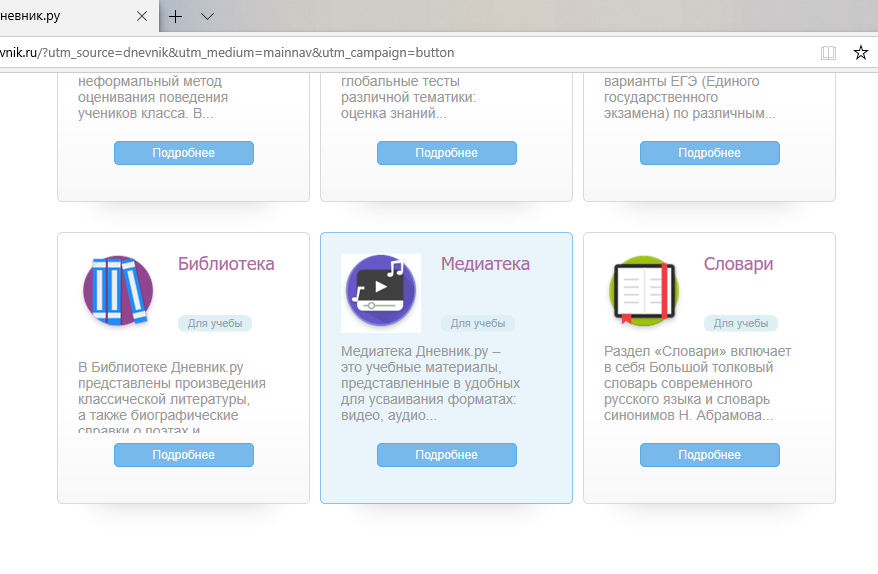 невник.ру
vnik.ru/?utm_source=dnevnik&utm_medium=mainnav&utm_campaign=button
неформальный метод
оценивания поведения
учеников класса. В...
Подробнее
глобальные тесты
различной тематики:
оценка знаний...
Подробнее
варианты ЕГЭ (Единого
государственного
экзамена) по различным...
Подробнее
Библиотека
Для учебы
В Библиотеке Дневник.ру
представлены произведения
классической литературы,
а также биографические
справки о поэтах и
Подробнее
Медиатека
Для учебы
Медиатека Дневник.ру –
это учебные материалы,
представленные в удобных
для усваивания форматах:
видео, аудио...
Подробнее
Словари
Для учебы
Раздел «Словари» включает
в себя Большой толковый
словарь современного
русского языка и словарь
синонимов Н. Абрамова...
Подробнее